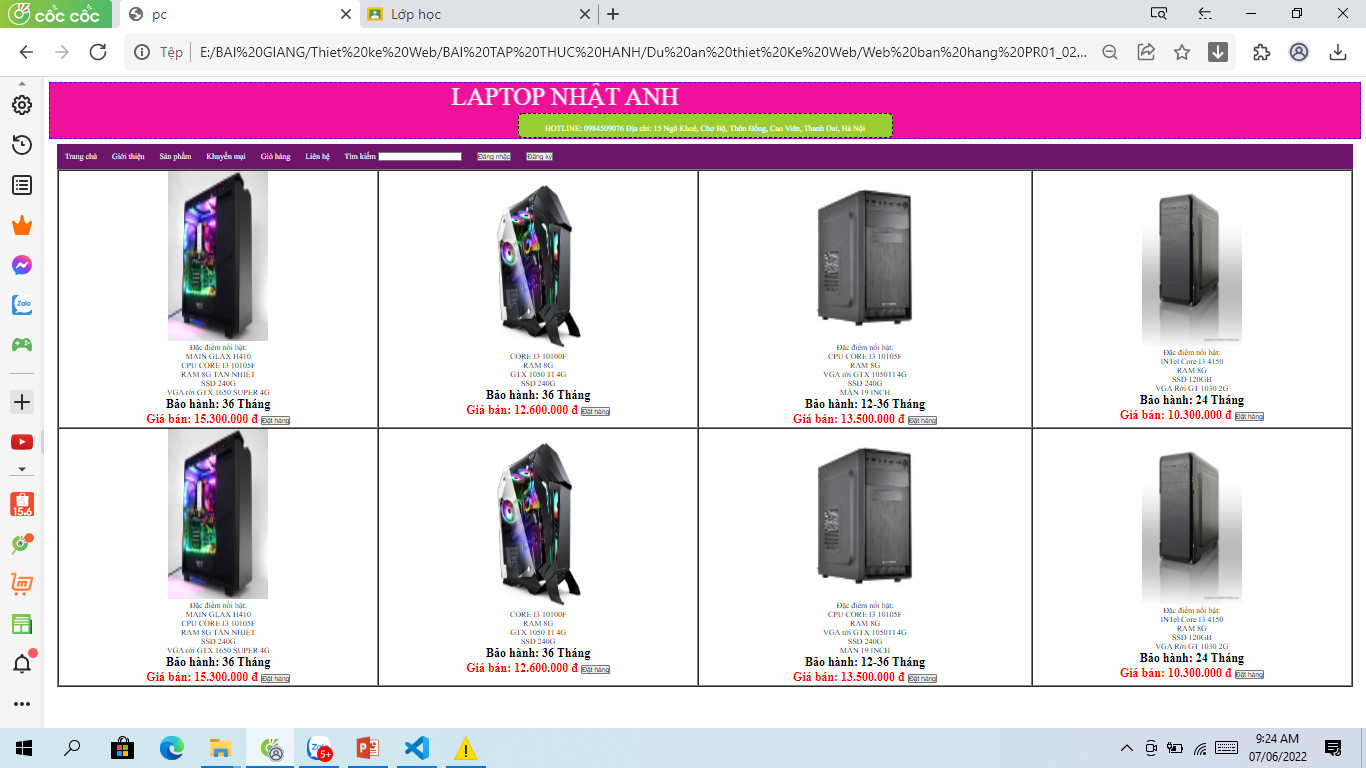 cốc cốc
pc
Lớp học
Tệp
E:/BAI%20GIANG/Thiet%20ke%20Web/BAI%20TAP%20THUC%20HANH/Du%20an%20thiet%20Ke%20Web/Web%20ban%20hang%20PR01_02...
LAPTOP NHẬT ANH
HOTLINE: 0984509076 Địa chỉ: 15 Ngõ Khoẻ, Chợ Bộ, Thôn Đống, Cao Viên, Thanh Oai, Hà Nội
Trang chủ Giới thiệu Sản phẩm Khuyến mại Giỏ hàng Liên hệ Tìm kiếm Đăng nhập Đăng ký
Đặc điểm nổi bật:
MAIN GLAX H410
CPU CORE I3 10105F
RAM 8G TẢN NHIỆT
SSD 240G
VGA rời GTX 1650 SUPER 4G
Bảo hành: 36 Tháng
Giá bán: 15.300.000 đ Đặt hàng
CORE I3 10100F
RAM 8G
GTX 1050 TI 4G
SSD 240G
Bảo hành: 36 Tháng
Giá bán: 12.600.000 đ Đặt hàng
Đặc điểm nổi bật:
CPU CORE I3 10105F
RAM 8G
VGA rời GTX 1050TI 4G
SSD 240G
MÀN 19 INCH
Bảo hành: 12-36 Tháng
Giá bán: 13.500.000 đ Đặt hàng
Đặc điểm nổi bật:
INTel Core I3 4150
RAM 8G
SSD 120GB
VGA Rời GT 1030 2G
Bảo hành: 24 Tháng
Giá bán: 10.300.000 đ Đặt hàng
Đặc điểm nổi bật:
MAIN GLAX H410
CPU CORE I3 10105F
RAM 8G TẢN NHIỆT
SSD 240G
VGA rời GTX 1650 SUPER 4G
Bảo hành: 36 Tháng
Giá bán: 15.300.000 đ Đặt hàng
CORE I3 10100F
RAM 8G
GTX 1050 TI 4G
SSD 240G
Bảo hành: 36 Tháng
Giá bán: 12.600.000 đ Đặt hàng
Đặc điểm nổi bật:
CPU CORE I3 10105F
RAM 8G
VGA rời GTX 1050TI 4G
SSD 240G
MÀN 19 INCH
Bảo hành: 12-36 Tháng
Giá bán: 13.500.000 đ Đặt hàng
Đặc điểm nổi bật:
INTel Core I3 4150
RAM 8G
SSD 120GB
VGA Rời GT 1030 2G
Bảo hành: 24 Tháng
Giá bán: 10.300.000 đ Đặt hàng
Zalo
15.6
5+
9:24 AM
07/06/2022